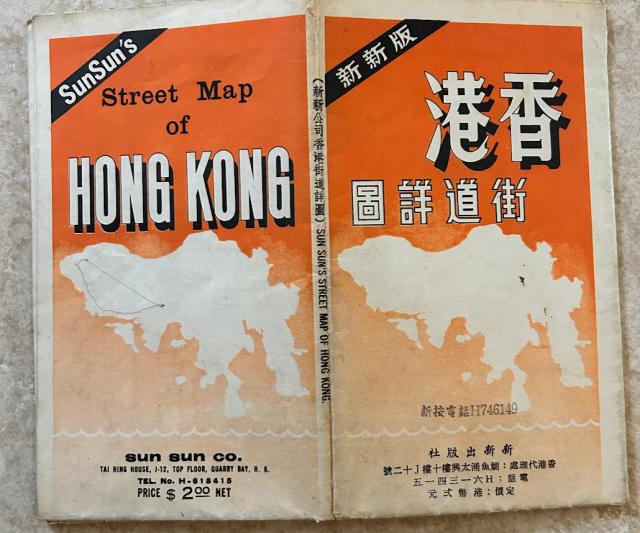 SunSun's
Street Map
of
HONG KONG
sun sun co.
TAI HING HOUSE, J-12, TOP FLOOR, QUARRY BAY, H. K.
TEL. No. H-613415
PRICE $ 2.00 NET
(新新公司香港街道詳圖) SUN SUN'S STREET MAP OF HONG KONG.
新新版
香港
街道詳圖
新按電話H746149
新新出版社
香港代理處：鰂魚涌太興樓十樓J十二號
電話：H六一三四一五
定價：港幣弍元